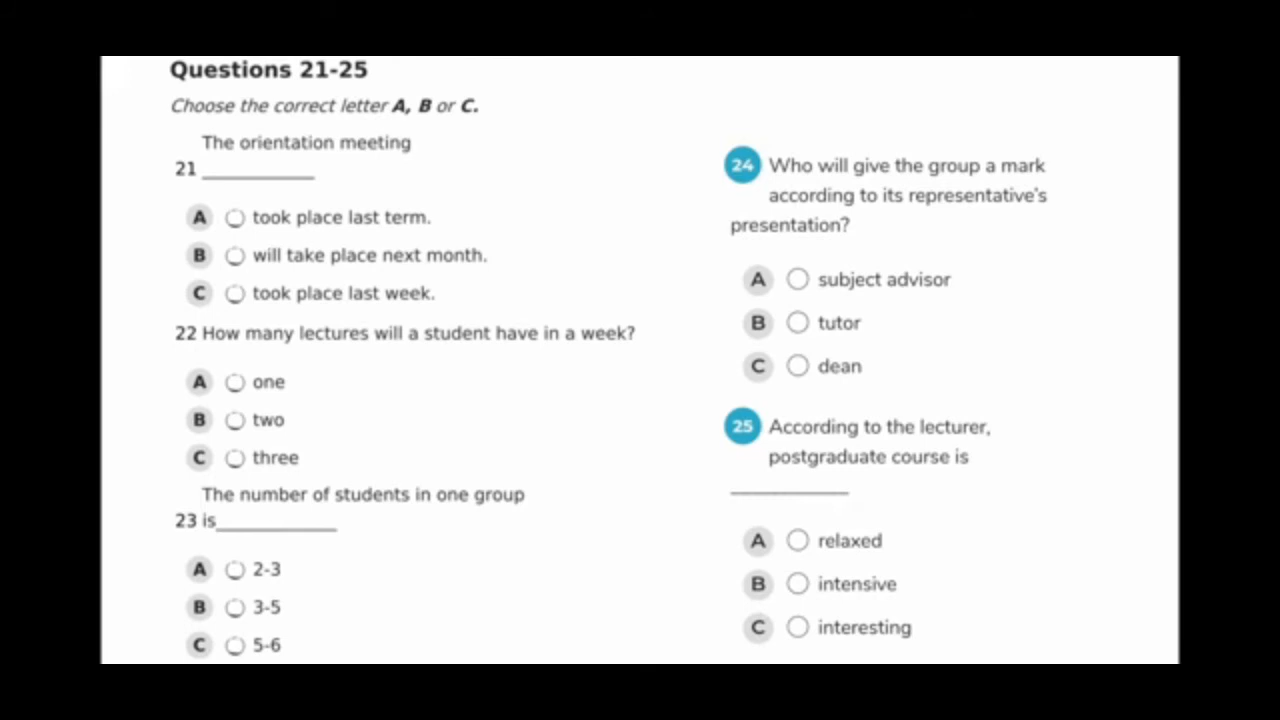 Questions 21-25
Choose the correct letter A, B or C.
The orientation meeting
21 ____________
A took place last term.
B will take place next month.
C took place last week.
22 How many lectures will a student have in a week?
A one
B two
C three
The number of students in one group
23 is_____________
A 2-3
B 3-5
C 5-6
24 Who will give the group a mark
according to its representative's
presentation?
A subject advisor
B tutor
C dean
25 According to the lecturer,
postgraduate course is
_____________
A relaxed
B intensive
C interesting